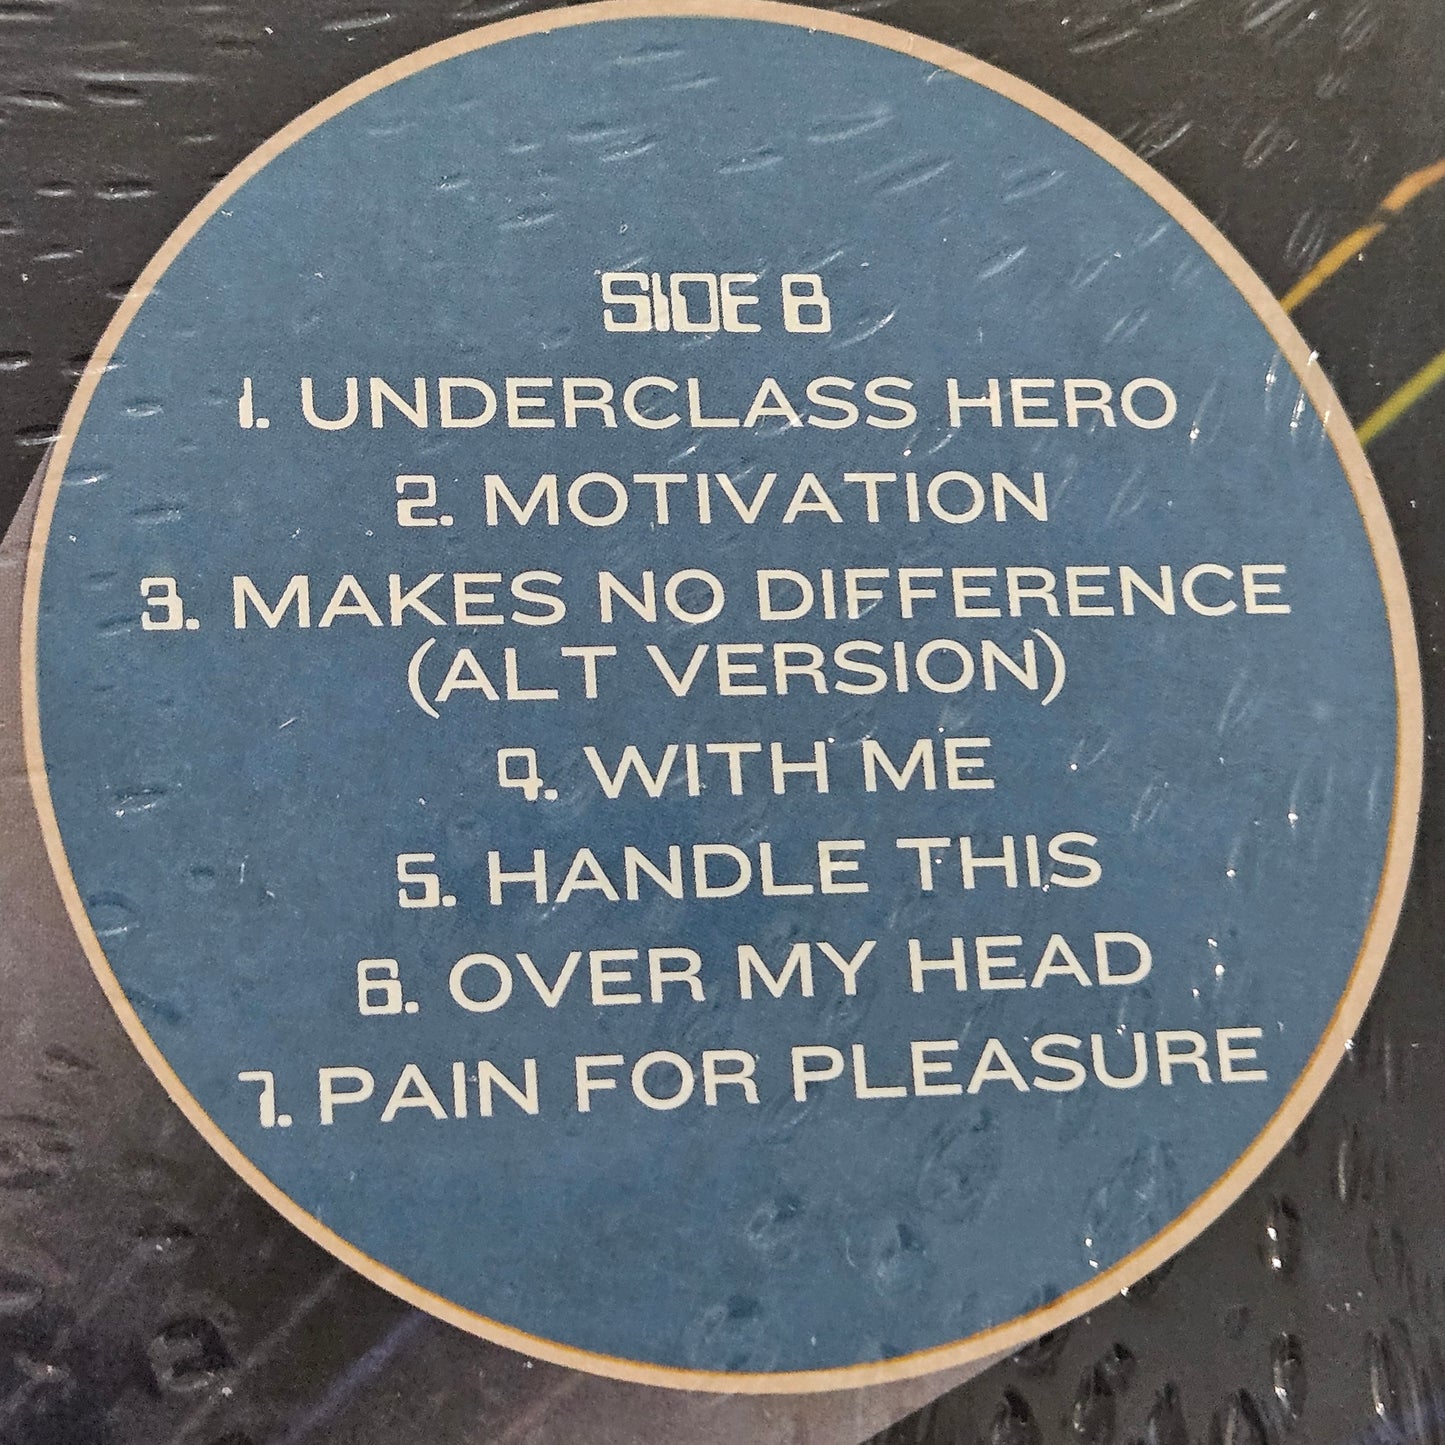 SIDE B
1. UNDERCLASS HERO
2. MOTIVATION
3. MAKES NO DIFFERENCE
(ALT VERSION)
4. WITH ME
5. HANDLE THIS
6. OVER MY HEAD
7. PAIN FOR PLEASURE